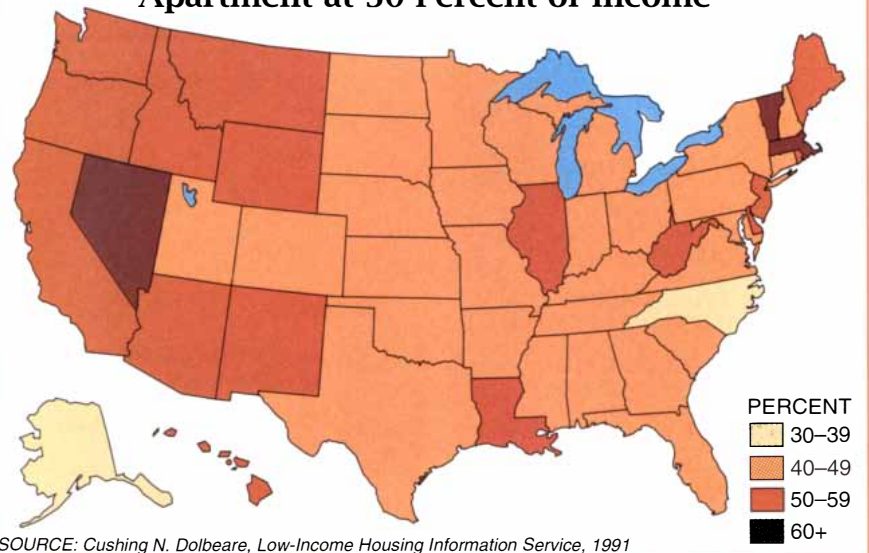 Apartment at 30 Percent of Income
PERCENT
30–39
40–49
50–59
60+
SOURCE: Cushing N. Dolbeare, Low-Income Housing Information Service, 1991